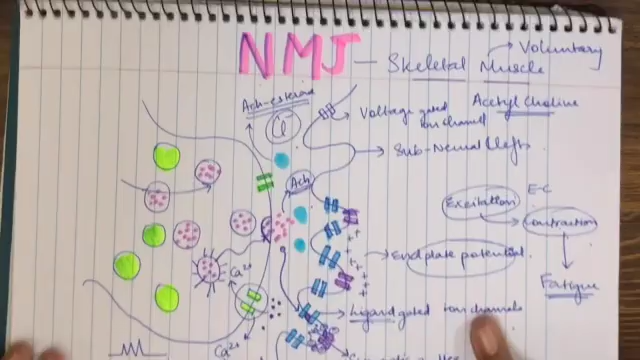 NMJ - Skeletal Muscle
Voluntary
Ach-esterase
Voltage gated
ion channel
Acetyl choline
Sub-Neural Clefts
Ach
Excitation
E-C
Contraction
End plate potential
Fatigue
Ca2+
Ligand gated ion channels
Ca2+